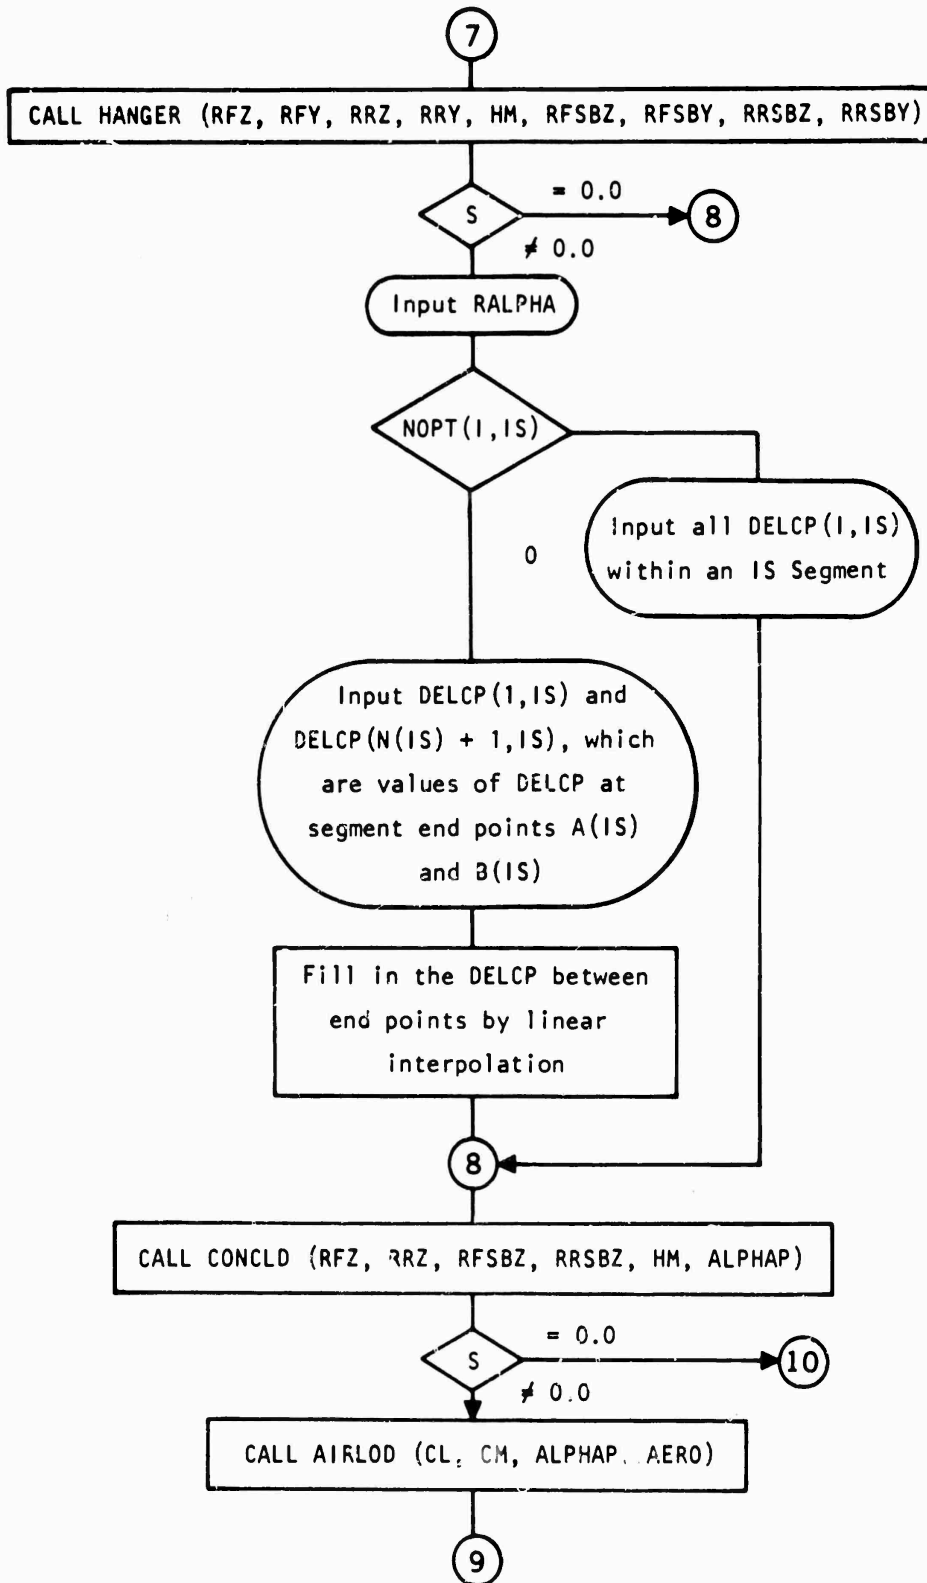 7
CALL HANGER (RFZ, RFY, RRZ, RRY, HM, RFSBZ, RFSBY, RRSBZ, RRSBY)
= 0.0
S
8
≠ 0.0
Input RALPHA
NOPT(I,IS)
Input all DELCP(I,IS)
within an IS Segment
0
Input DELCP(1,IS) and
DELCP(N(IS) + 1,IS), which
are values of DELCP at
segment end points A(IS)
and B(IS)
Fill in the DELCP between
end points by linear
interpolation
8
CALL CONCLD (RFZ, RRZ, RFSBZ, RRSBZ, HM, ALPHAP)
= 0.0
S
10
≠ 0.0
CALL AIRLOD (CL, CM, ALPHAP, AERO)
9